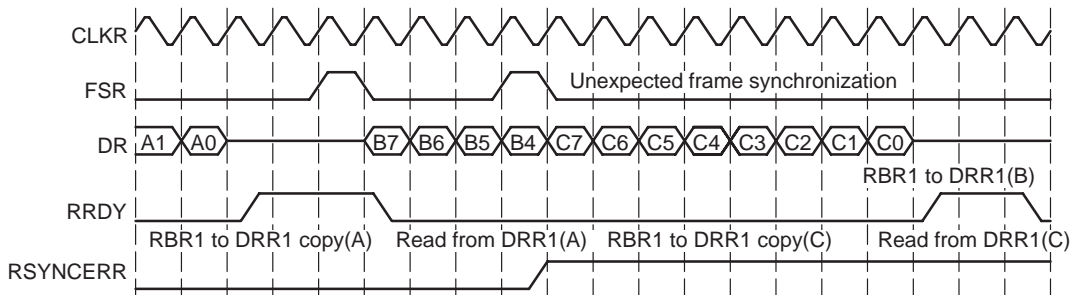 CLKR
FSR
Unexpected frame synchronization
DR A1 A0 B7 B6 B5 B4 C7 C6 C5 C4 C3 C2 C1 C0
RBR1 to DRR1(B)
RRDY
RBR1 to DRR1 copy(A) Read from DRR1(A) RBR1 to DRR1 copy(C) Read from DRR1(C)
RSYNCERR